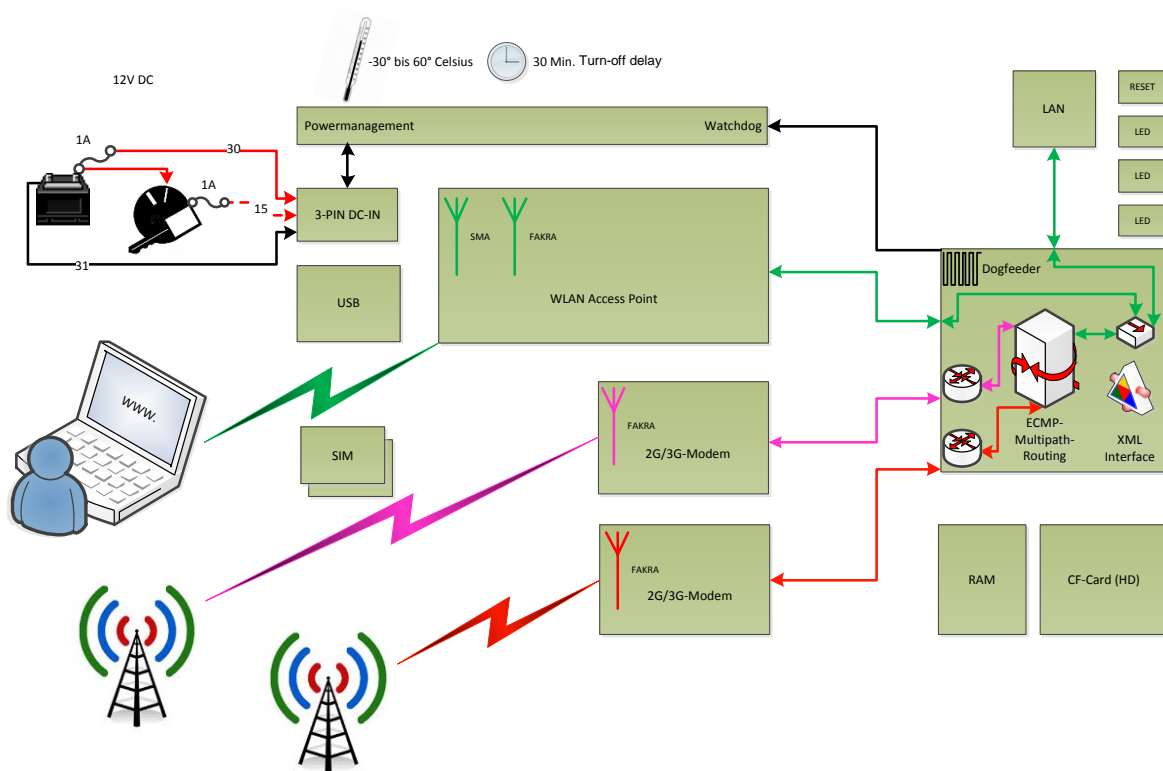 -30° bis 60° Celsius
30 Min. Turn-off delay
12V DC
Powermanagement
Watchdog
LAN
RESET
LED
LED
LED
1A
30
1A
15
31
3-PIN DC-IN
USB
SMA
FAKRA
WLAN Access Point
Dogfeeder
ECMP-
Multipath-
Routing
XML
Interface
www.
SIM
FAKRA
2G/3G-Modem
FAKRA
2G/3G-Modem
RAM
CF-Card (HD)